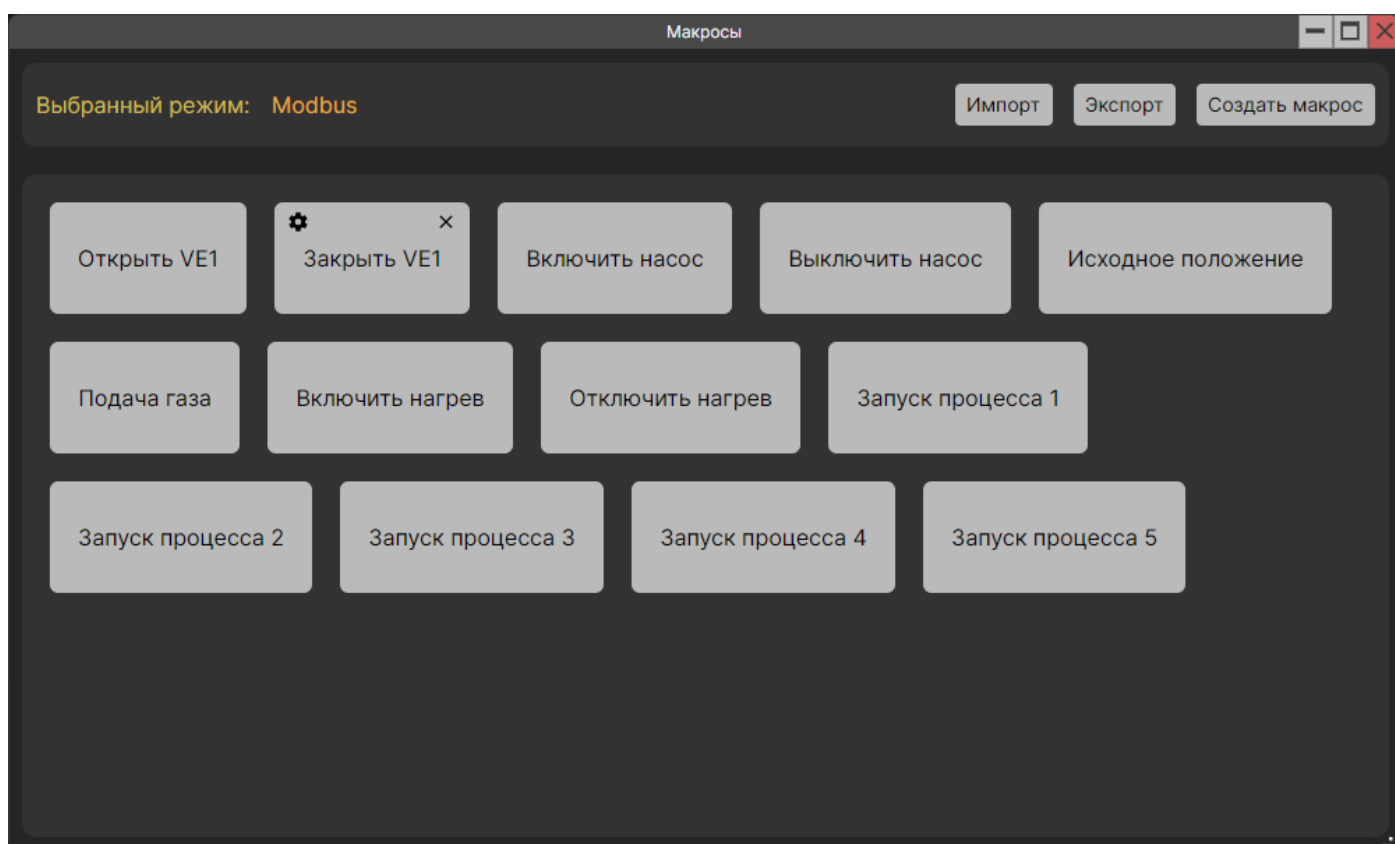 Макросы
Выбранный режим: Modbus Импорт Экспорт Создать макрос
Открыть VE1 Закрыть VE1 Включить насос Выключить насос Исходное положение
Подача газа Включить нагрев Отключить нагрев Запуск процесса 1
Запуск процесса 2 Запуск процесса 3 Запуск процесса 4 Запуск процесса 5